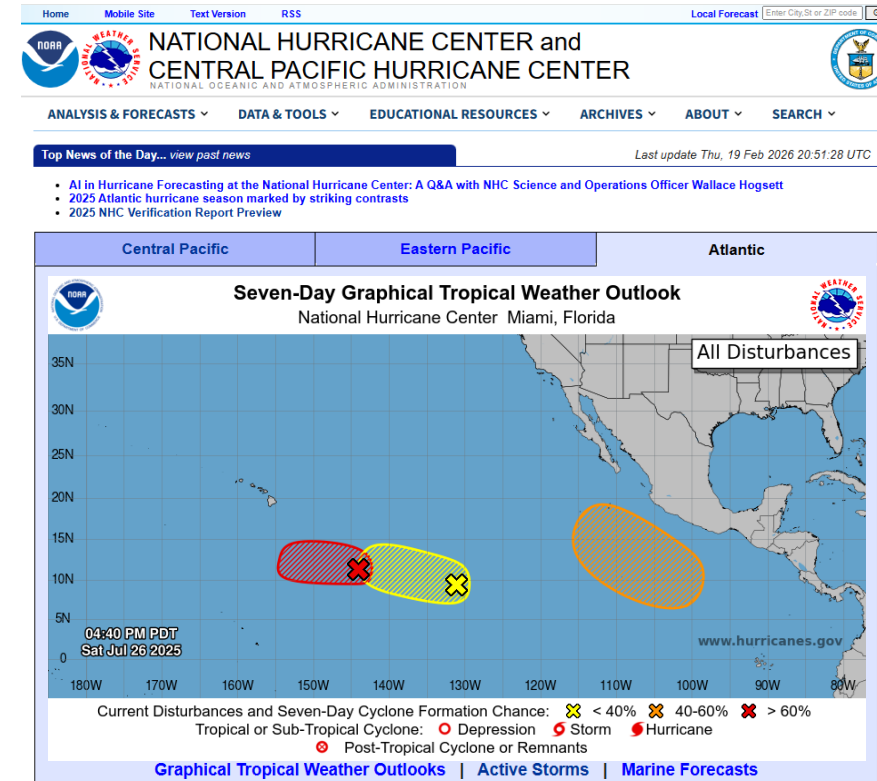 Home Mobile Site Text Version RSS Local Forecast Enter City,St or ZIP code
NOAA
NATIONAL HURRICANE CENTER and
CENTRAL PACIFIC HURRICANE CENTER
NATIONAL OCEANIC AND ATMOSPHERIC ADMINISTRATION
ANALYSIS & FORECASTS DATA & TOOLS EDUCATIONAL RESOURCES ARCHIVES ABOUT SEARCH
Top News of the Day... view past news Last update Thu, 19 Feb 2026 20:51:28 UTC
AI in Hurricane Forecasting at the National Hurricane Center: A Q&A with NHC Science and Operations Officer Wallace Hogsett
2025 Atlantic hurricane season marked by striking contrasts
2025 NHC Verification Report Preview
Central Pacific Eastern Pacific Atlantic
NOAA
Seven-Day Graphical Tropical Weather Outlook
National Hurricane Center Miami, Florida
All Disturbances
35N
30N
25N
20N
15N
10N
5N
0
04:40 PM PDT
Sat Jul 26 2025
www.hurricanes.gov
180W 170W 160W 150W 140W 130W 120W 110W 100W 90W 80W
Current Disturbances and Seven-Day Cyclone Formation Chance: < 40% 40-60% > 60%
Tropical or Sub-Tropical Cyclone: Depression Storm Hurricane
Post-Tropical Cyclone or Remnants
Graphical Tropical Weather Outlooks | Active Storms | Marine Forecasts